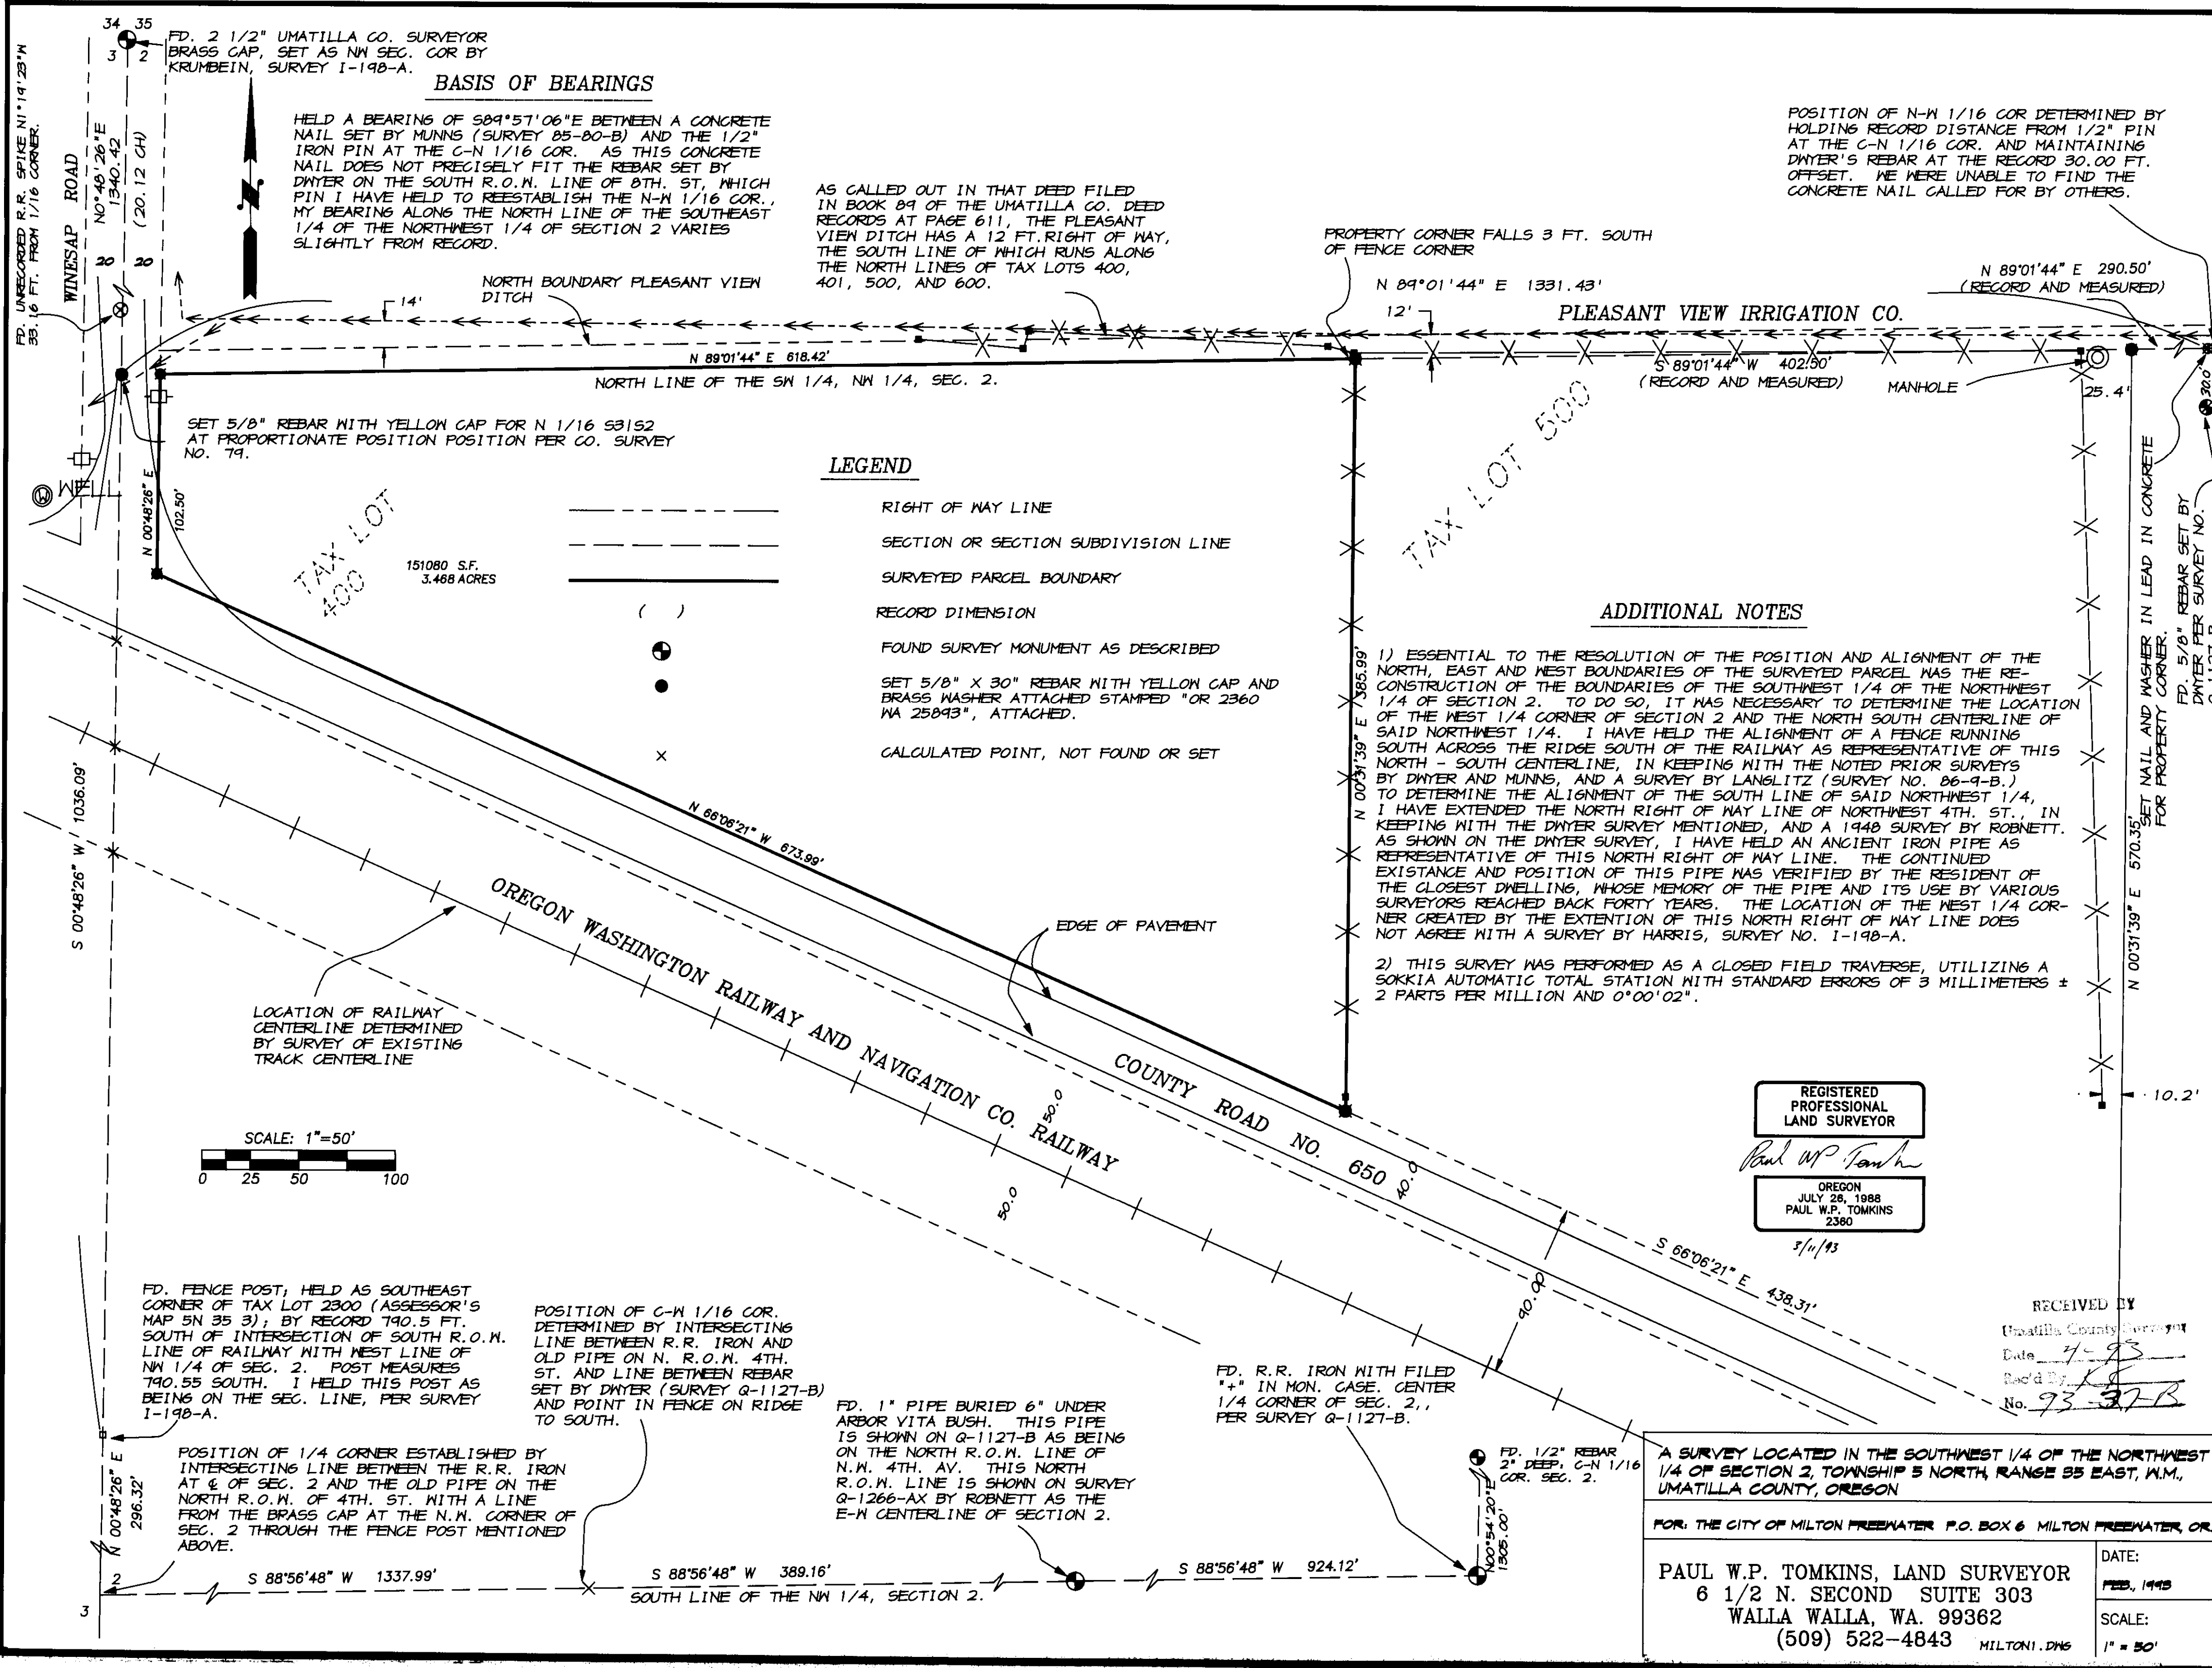 34 35
3 2
FD. 2 1/2" UMATILLA CO. SURVEYOR
BRASS CAP, SET AS NW SEC. COR BY
KRUMBEIN, SURVEY I-198-A.
FD. UNRECORDED R.R. SPIKE N1°19'23"W
33.16 FT. FROM 1/16 CORNER.
WINESAP ROAD
N0°48'26"E
1340.42
(20.12 CH)
20 20
BASIS OF BEARINGS
HELD A BEARING OF S89°57'06"E BETWEEN A CONCRETE
NAIL SET BY MUNNS (SURVEY 85-80-B) AND THE 1/2"
IRON PIN AT THE C-N 1/16 COR. AS THIS CONCRETE
NAIL DOES NOT PRECISELY FIT THE REBAR SET BY
DWYER ON THE SOUTH R.O.W. LINE OF 8TH. ST, WHICH
PIN I HAVE HELD TO REESTABLISH THE N-W 1/16 COR.,
MY BEARING ALONG THE NORTH LINE OF THE SOUTHEAST
1/4 OF THE NORTHWEST 1/4 OF SECTION 2 VARIES
SLIGHTLY FROM RECORD.
AS CALLED OUT IN THAT DEED FILED
IN BOOK 89 OF THE UMATILLA CO. DEED
RECORDS AT PAGE 611, THE PLEASANT
VIEW DITCH HAS A 12 FT.RIGHT OF WAY,
THE SOUTH LINE OF WHICH RUNS ALONG
THE NORTH LINES OF TAX LOTS 400,
401, 500, AND 600.
PROPERTY CORNER FALLS 3 FT. SOUTH
OF FENCE CORNER
POSITION OF N-W 1/16 COR DETERMINED BY
HOLDING RECORD DISTANCE FROM 1/2" PIN
AT THE C-N 1/16 COR. AND MAINTAINING
DWYER'S REBAR AT THE RECORD 30.00 FT.
OFFSET. WE WERE UNABLE TO FIND THE
CONCRETE NAIL CALLED FOR BY OTHERS.
N 89°01'44" E 290.50'
(RECORD AND MEASURED)
N 89°01'44" E 1331.43'
NORTH BOUNDARY PLEASANT VIEW
DITCH
14'
12'
PLEASANT VIEW IRRIGATION CO.
N 89°01'44" E 618.42'
NORTH LINE OF THE SW 1/4, NW 1/4, SEC. 2.
S 89°01'44" W 402.50'
(RECORD AND MEASURED)
MANHOLE
25.4'
30.0'
SET 5/8" REBAR WITH YELLOW CAP FOR N 1/16 S3|S2
AT PROPORTIONATE POSITION POSITION PER CO. SURVEY
NO. 79.
W WELL
N 00°48'26" E
102.50'
TAX LOT
400
151080 S.F.
3.468 ACRES
LEGEND
RIGHT OF WAY LINE
SECTION OR SECTION SUBDIVISION LINE
SURVEYED PARCEL BOUNDARY
( ) RECORD DIMENSION
FOUND SURVEY MONUMENT AS DESCRIBED
SET 5/8" X 30" REBAR WITH YELLOW CAP AND
BRASS WASHER ATTACHED STAMPED "OR 2360
WA 25893", ATTACHED.
CALCULATED POINT, NOT FOUND OR SET
TAX LOT 500
N 00°31'39" E 385.99'
ADDITIONAL NOTES
1) ESSENTIAL TO THE RESOLUTION OF THE POSITION AND ALIGNMENT OF THE
NORTH, EAST AND WEST BOUNDARIES OF THE SURVEYED PARCEL WAS THE RE-
CONSTRUCTION OF THE BOUNDARIES OF THE SOUTHWEST 1/4 OF THE NORTHWEST
1/4 OF SECTION 2. TO DO SO, IT WAS NECESSARY TO DETERMINE THE LOCATION
OF THE WEST 1/4 CORNER OF SECTION 2 AND THE NORTH SOUTH CENTERLINE OF
SAID NORTHWEST 1/4. I HAVE HELD THE ALIGNMENT OF A FENCE RUNNING
SOUTH ACROSS THE RIDGE SOUTH OF THE RAILWAY AS REPRESENTATIVE OF THIS
NORTH - SOUTH CENTERLINE, IN KEEPING WITH THE NOTED PRIOR SURVEYS
BY DWYER AND MUNNS, AND A SURVEY BY LANGLITZ (SURVEY NO. 86-9-B.)
TO DETERMINE THE ALIGNMENT OF THE SOUTH LINE OF SAID NORTHWEST 1/4,
I HAVE EXTENDED THE NORTH RIGHT OF WAY LINE OF NORTHWEST 4TH. ST., IN
KEEPING WITH THE DWYER SURVEY MENTIONED, AND A 1948 SURVEY BY ROBNETT.
AS SHOWN ON THE DWYER SURVEY, I HAVE HELD AN ANCIENT IRON PIPE AS
REPRESENTATIVE OF THIS NORTH RIGHT OF WAY LINE. THE CONTINUED
EXISTANCE AND POSITION OF THIS PIPE WAS VERIFIED BY THE RESIDENT OF
THE CLOSEST DWELLING, WHOSE MEMORY OF THE PIPE AND ITS USE BY VARIOUS
SURVEYORS REACHED BACK FORTY YEARS. THE LOCATION OF THE WEST 1/4 COR-
NER CREATED BY THE EXTENTION OF THIS NORTH RIGHT OF WAY LINE DOES
NOT AGREE WITH A SURVEY BY HARRIS, SURVEY NO. I-198-A.
2) THIS SURVEY WAS PERFORMED AS A CLOSED FIELD TRAVERSE, UTILIZING A
SOKKIA AUTOMATIC TOTAL STATION WITH STANDARD ERRORS OF 3 MILLIMETERS ±
2 PARTS PER MILLION AND 0°00'02".
SET NAIL AND WASHER IN LEAD IN CONCRETE
FOR PROPERTY CORNER.
FD. 5/8" REBAR SET BY
DWYER PER SURVEY NO.
N 00°31'39" E 570.35'
10.2'
S 00°48'26" W 1036.09'
N 66°06'21" W 673.99'
OREGON WASHINGTON RAILWAY AND NAVIGATION CO. RAILWAY
EDGE OF PAVEMENT
COUNTY ROAD NO. 650
50.0
50.0
40.0
90.00
S 66°06'21" E 438.31'
LOCATION OF RAILWAY
CENTERLINE DETERMINED
BY SURVEY OF EXISTING
TRACK CENTERLINE
SCALE: 1"=50'
0 25 50 100
REGISTERED
PROFESSIONAL
LAND SURVEYOR
OREGON
JULY 26, 1988
PAUL W.P. TOMKINS
2360
3/11/93
RECEIVED BY
Umatilla County Surveyor
Date 4-93
Rec'd By
No. 93-37-B
FD. FENCE POST; HELD AS SOUTHEAST
CORNER OF TAX LOT 2300 (ASSESSOR'S
MAP 5N 35 3); BY RECORD 790.5 FT.
SOUTH OF INTERSECTION OF SOUTH R.O.W.
LINE OF RAILWAY WITH WEST LINE OF
NW 1/4 OF SEC. 2. POST MEASURES
790.55 SOUTH. I HELD THIS POST AS
BEING ON THE SEC. LINE, PER SURVEY
I-198-A.
POSITION OF 1/4 CORNER ESTABLISHED BY
INTERSECTING LINE BETWEEN THE R.R. IRON
AT ℄ OF SEC. 2 AND THE OLD PIPE ON THE
NORTH R.O.W. OF 4TH. ST. WITH A LINE
FROM THE BRASS CAP AT THE N.W. CORNER OF
SEC. 2 THROUGH THE FENCE POST MENTIONED
ABOVE.
N 00°48'26" E
296.32'
POSITION OF C-W 1/16 COR.
DETERMINED BY INTERSECTING
LINE BETWEEN R.R. IRON AND
OLD PIPE ON N. R.O.W. 4TH.
ST. AND LINE BETWEEN REBAR
SET BY DWYER (SURVEY Q-1127-B)
AND POINT IN FENCE ON RIDGE
TO SOUTH.
FD. 1" PIPE BURIED 6" UNDER
ARBOR VITA BUSH. THIS PIPE
IS SHOWN ON Q-1127-B AS BEING
ON THE NORTH R.O.W. LINE OF
N.W. 4TH. AV. THIS NORTH
R.O.W. LINE IS SHOWN ON SURVEY
Q-1266-AX BY ROBNETT AS THE
E-W CENTERLINE OF SECTION 2.
FD. R.R. IRON WITH FILED
"+" IN MON. CASE. CENTER
1/4 CORNER OF SEC. 2,,
PER SURVEY Q-1127-B.
FD. 1/2" REBAR
2" DEEP; C-N 1/16
COR. SEC. 2.
N00°54'20"E
1305.00'
2
3
S 88°56'48" W 1337.99'
S 88°56'48" W 389.16'
S 88°56'48" W 924.12'
SOUTH LINE OF THE NW 1/4, SECTION 2.
A SURVEY LOCATED IN THE SOUTHWEST 1/4 OF THE NORTHWEST
1/4 OF SECTION 2, TOWNSHIP 5 NORTH, RANGE 35 EAST, W.M.,
UMATILLA COUNTY, OREGON
FOR: THE CITY OF MILTON FREEWATER P.O. BOX 6 MILTON FREEWATER, OR.
PAUL W.P. TOMKINS, LAND SURVEYOR
6 1/2 N. SECOND SUITE 303
WALLA WALLA, WA. 99362
(509) 522-4843 MILTON1.DWG
DATE:
FEB., 1993
SCALE:
1" = 50'